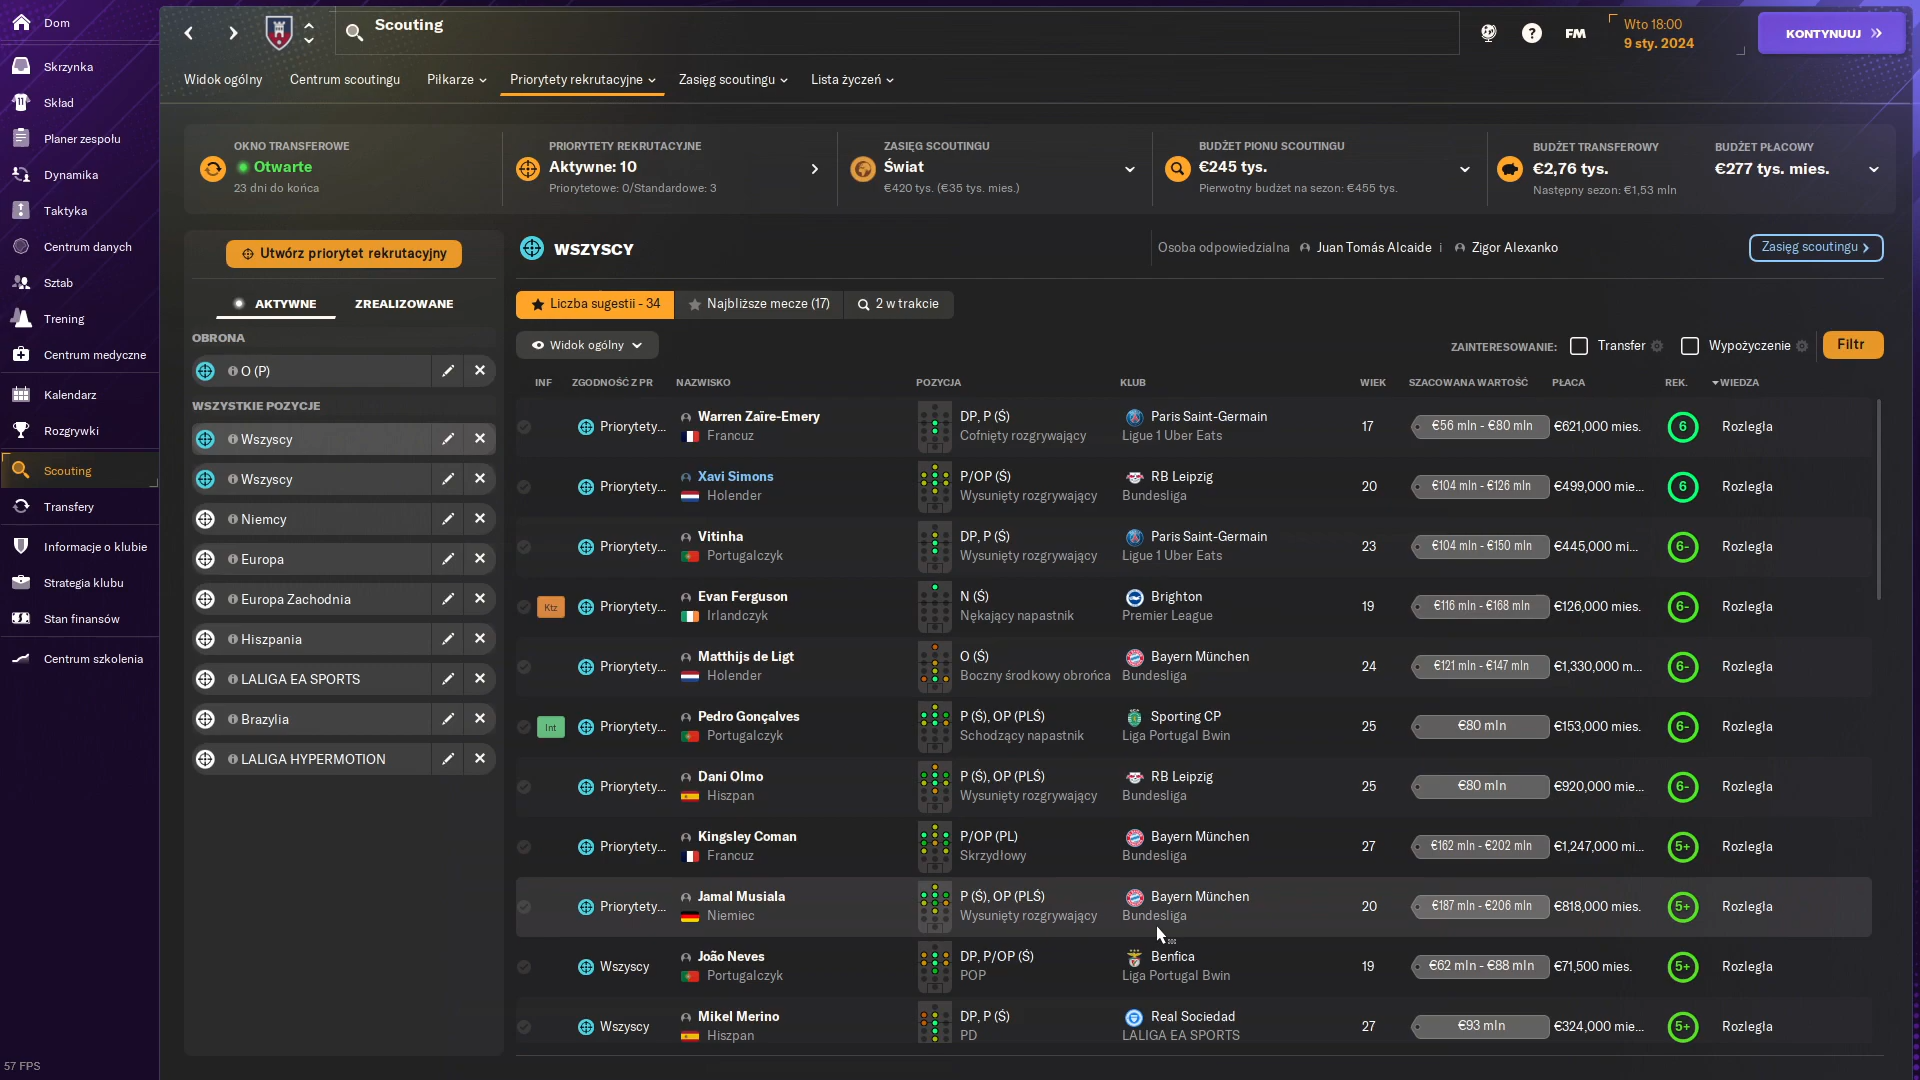 Dom
Skrzynka
Skład
Planer zespołu
Dynamika
Taktyka
Centrum danych
Sztab
Trening
Centrum medyczne
Kalendarz
Rozgrywki
Scouting
Transfery
Informacje o klubie
Strategia klubu
Stan finansów
Centrum szkolenia
57 FPS
Scouting
FM
Wto 18:00
9 sty. 2024
KONTYNUUJ
Widok ogólny
Centrum scoutingu
Piłkarze
Priorytety rekrutacyjne
Zasięg scoutingu
Lista życzeń
OKNO TRANSFEROWE
Otwarte
23 dni do końca
PRIORYTETY REKRUTACYJNE
Aktywne: 10
Priorytetowe: 0/Standardowe: 3
ZASIĘG SCOUTINGU
Świat
€420 tys. (€35 tys. mies.)
BUDŻET PIONU SCOUTINGU
€245 tys.
Pierwotny budżet na sezon: €455 tys.
BUDŻET TRANSFEROWY
€2,76 tys.
Następny sezon: €1,53 mln
BUDŻET PŁACOWY
€277 tys. mies.
Utwórz priorytet rekrutacyjny
AKTYWNE ZREALIZOWANE
OBRONA
O (P)
WSZYSTKIE POZYCJE
Wszyscy
Wszyscy
Niemcy
Europa
Europa Zachodnia
Hiszpania
LALIGA EA SPORTS
Brazylia
LALIGA HYPERMOTION
WSZYSCY
Osoba odpowiedzialna Juan Tomás Alcaide i Zigor Alexanko
Zasięg scoutingu
Liczba sugestii - 34
Najbliższe mecze (17)
2 w trakcie
Widok ogólny
ZAINTERESOWANIE: Transfer Wypożyczenie
Filtr
INF ZGODNOŚĆ Z PR NAZWISKO POZYCJA KLUB WIEK SZACOWANA WARTOŚĆ PŁACA REK. WIEDZA
Priorytety... Warren Zaïre-Emery DP, P (Ś) Paris Saint-Germain 17 €56 mln - €80 mln €621,000 mies. 6 Rozległa
Francuz Cofnięty rozgrywający Ligue 1 Uber Eats
Priorytety... Xavi Simons P/OP (Ś) RB Leipzig 20 €104 mln - €126 mln €499,000 mie... 6 Rozległa
Holender Wysunięty rozgrywający Bundesliga
Priorytety... Vitinha DP, P (Ś) Paris Saint-Germain 23 €104 mln - €150 mln €445,000 mi... 6- Rozległa
Portugalczyk Wysunięty rozgrywający Ligue 1 Uber Eats
Ktz Priorytety... Evan Ferguson N (Ś) Brighton 19 €116 mln - €168 mln €126,000 mies. 6- Rozległa
Irlandczyk Nękający napastnik Premier League
Priorytety... Matthijs de Ligt O (Ś) Bayern München 24 €121 mln - €147 mln €1,330,000 m... 6- Rozległa
Holender Boczny środkowy obrońca Bundesliga
Int Priorytety... Pedro Gonçalves P (Ś), OP (PLŚ) Sporting CP 25 €80 mln €153,000 mies. 6- Rozległa
Portugalczyk Schodzący napastnik Liga Portugal Bwin
Priorytety... Dani Olmo P (Ś), OP (PLŚ) RB Leipzig 25 €80 mln €920,000 mie... 6- Rozległa
Hiszpan Wysunięty rozgrywający Bundesliga
Priorytety... Kingsley Coman P/OP (PL) Bayern München 27 €162 mln - €202 mln €1,247,000 mi... 5+ Rozległa
Francuz Skrzydłowy Bundesliga
Priorytety... Jamal Musiala P (Ś), OP (PLŚ) Bayern München 20 €187 mln - €206 mln €818,000 mies. 5+ Rozległa
Niemiec Wysunięty rozgrywający Bundesliga
Wszyscy João Neves DP, P/OP (Ś) Benfica 19 €62 mln - €88 mln €71,500 mies. 5+ Rozległa
Portugalczyk POP Liga Portugal Bwin
Wszyscy Mikel Merino DP, P (Ś) Real Sociedad 27 €93 mln €324,000 mie... 5+ Rozległa
Hiszpan PD LALIGA EA SPORTS